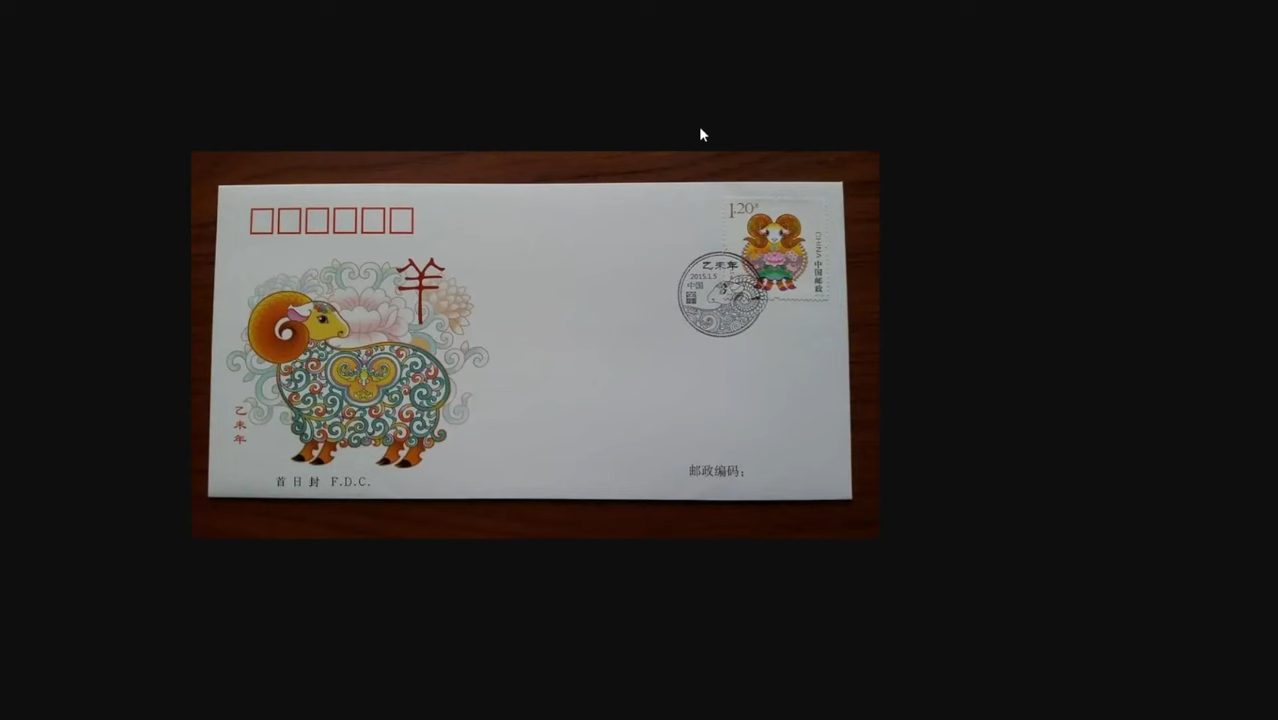 1.20元
CHINA
中国邮政
乙未年
2015.1.5
中国
羊
乙未年
首日封 F.D.C.
邮政编码：